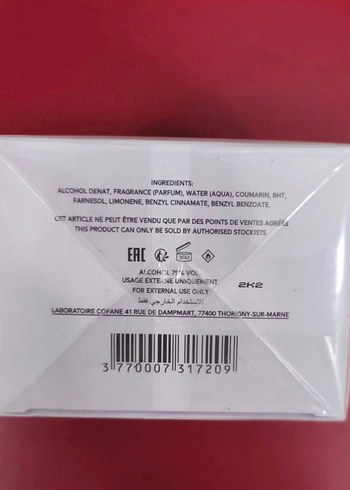 INGREDIENTS:
ALCOHOL DENAT, FRAGRANCE (PARFUM), WATER (AQUA), COUMARIN, BHT,
FARNESOL, LIMONENE, BENZYL CINNAMATE, BENZYL BENZOATE.
CET ARTICLE NE PEUT ÊTRE VENDU QUE PAR DES POINTS DE VENTES AGRÉÉS
THIS PRODUCT CAN ONLY BE SOLD BY AUTHORISED STOCKISTS.
EAC
ALCOHOL VOL
USAGE EXTERNE UNIQUEMENT
2K2
FOR EXTERNAL USE ONLY
للإستخدام الخارجي فقط
LABORATOIRE COFANE 41 RUE DE DAMPMART, 77400 THORIGNY-SUR-MARNE
3 770007 317209